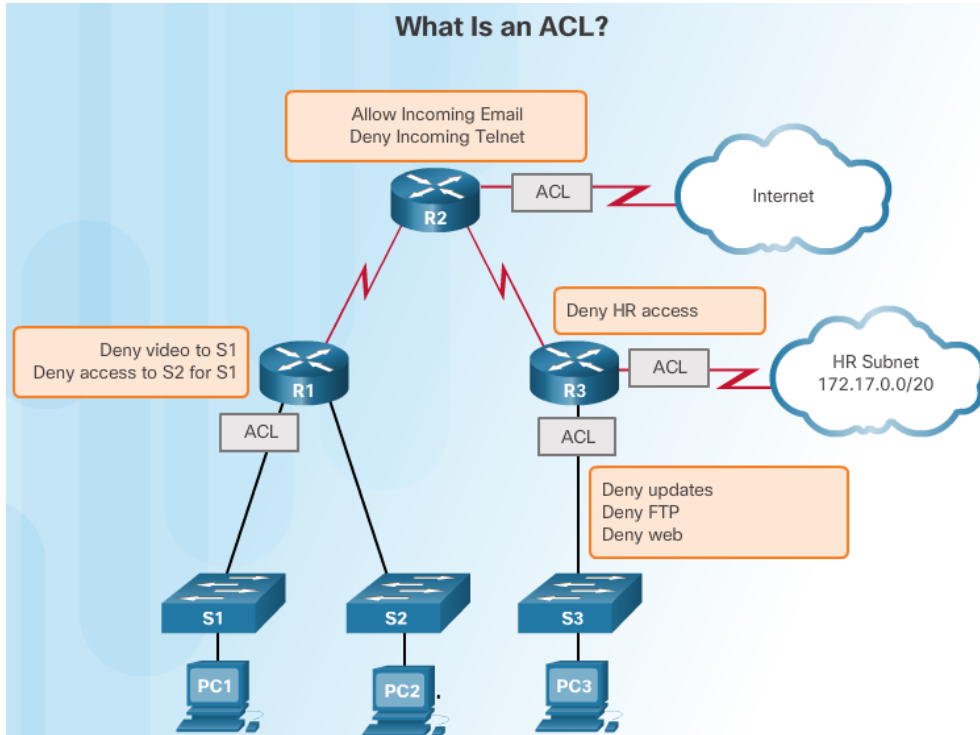 What Is an ACL?
Allow Incoming Email
Deny Incoming Telnet
R2
ACL
Internet
Deny video to S1
Deny access to S2 for S1
R1
ACL
Deny HR access
R3
ACL
HR Subnet
172.17.0.0/20
ACL
Deny updates
Deny FTP
Deny web
S1
S2
S3
PC1
PC2
PC3